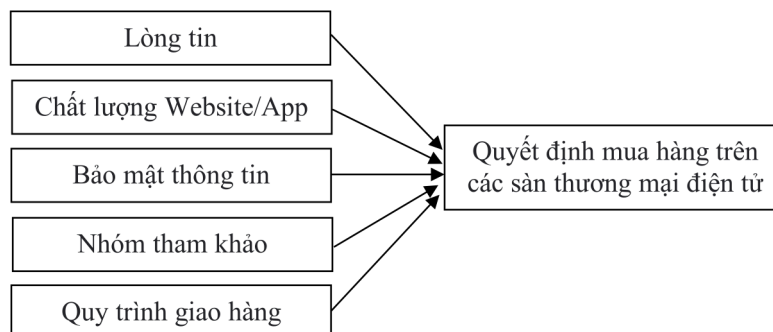 Lòng tin
Chất lượng Website/App
Bảo mật thông tin
Nhóm tham khảo
Quy trình giao hàng
Quyết định mua hàng trên
các sàn thương mại điện tử